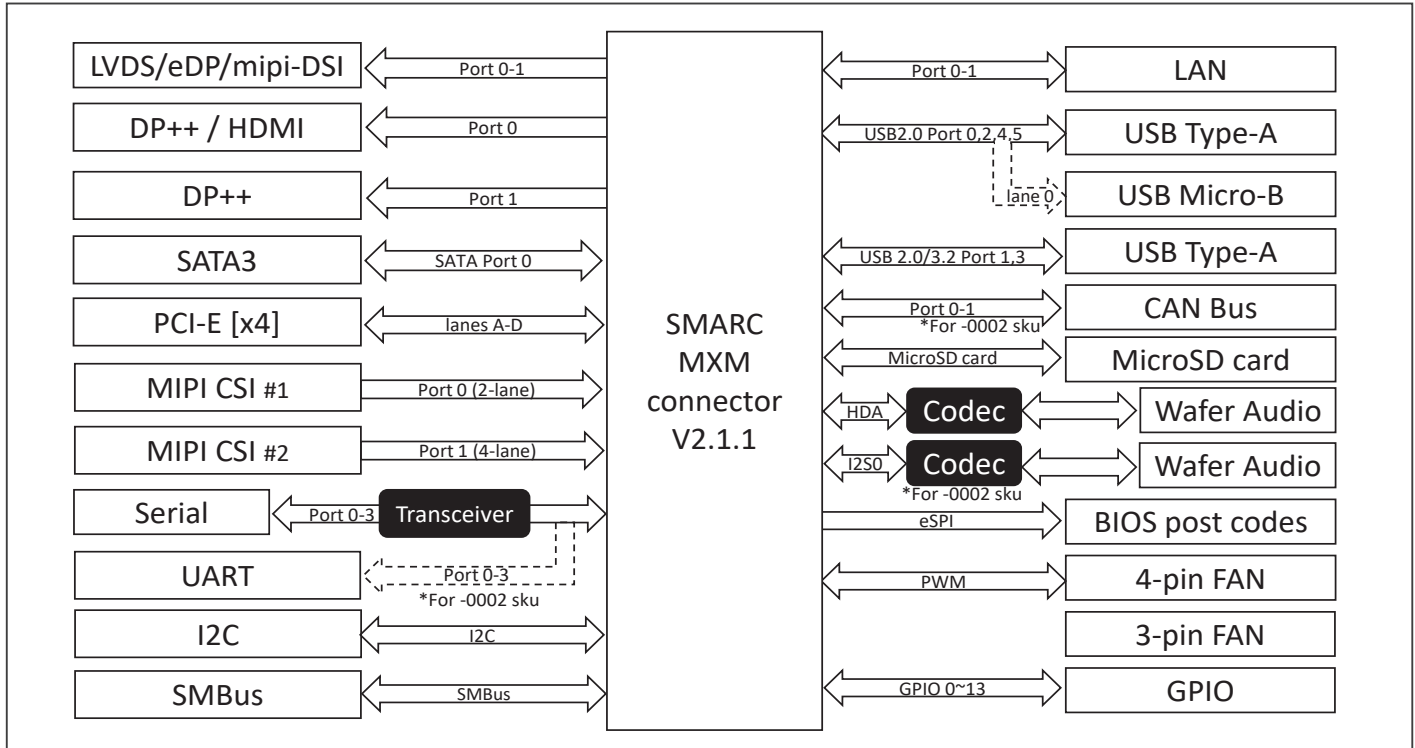 LVDS/eDP/mipi-DSI
Port 0-1
DP++ / HDMI
Port 0
DP++
Port 1
SATA3
SATA Port 0
PCI-E [x4]
lanes A-D
MIPI CSI #1
Port 0 (2-lane)
MIPI CSI #2
Port 1 (4-lane)
Serial
Port 0-3
Transceiver
UART
Port 0-3
*For -0002 sku
I2C
I2C
SMBus
SMBus
SMARC
MXM
connector
V2.1.1
Port 0-1
LAN
USB2.0 Port 0,2,4,5
USB Type-A
lane 0
USB Micro-B
USB 2.0/3.2 Port 1,3
USB Type-A
Port 0-1
*For -0002 sku
CAN Bus
MicroSD card
MicroSD card
HDA
Codec
Wafer Audio
I2S0
Codec
*For -0002 sku
Wafer Audio
eSPI
BIOS post codes
PWM
4-pin FAN
3-pin FAN
GPIO 0~13
GPIO